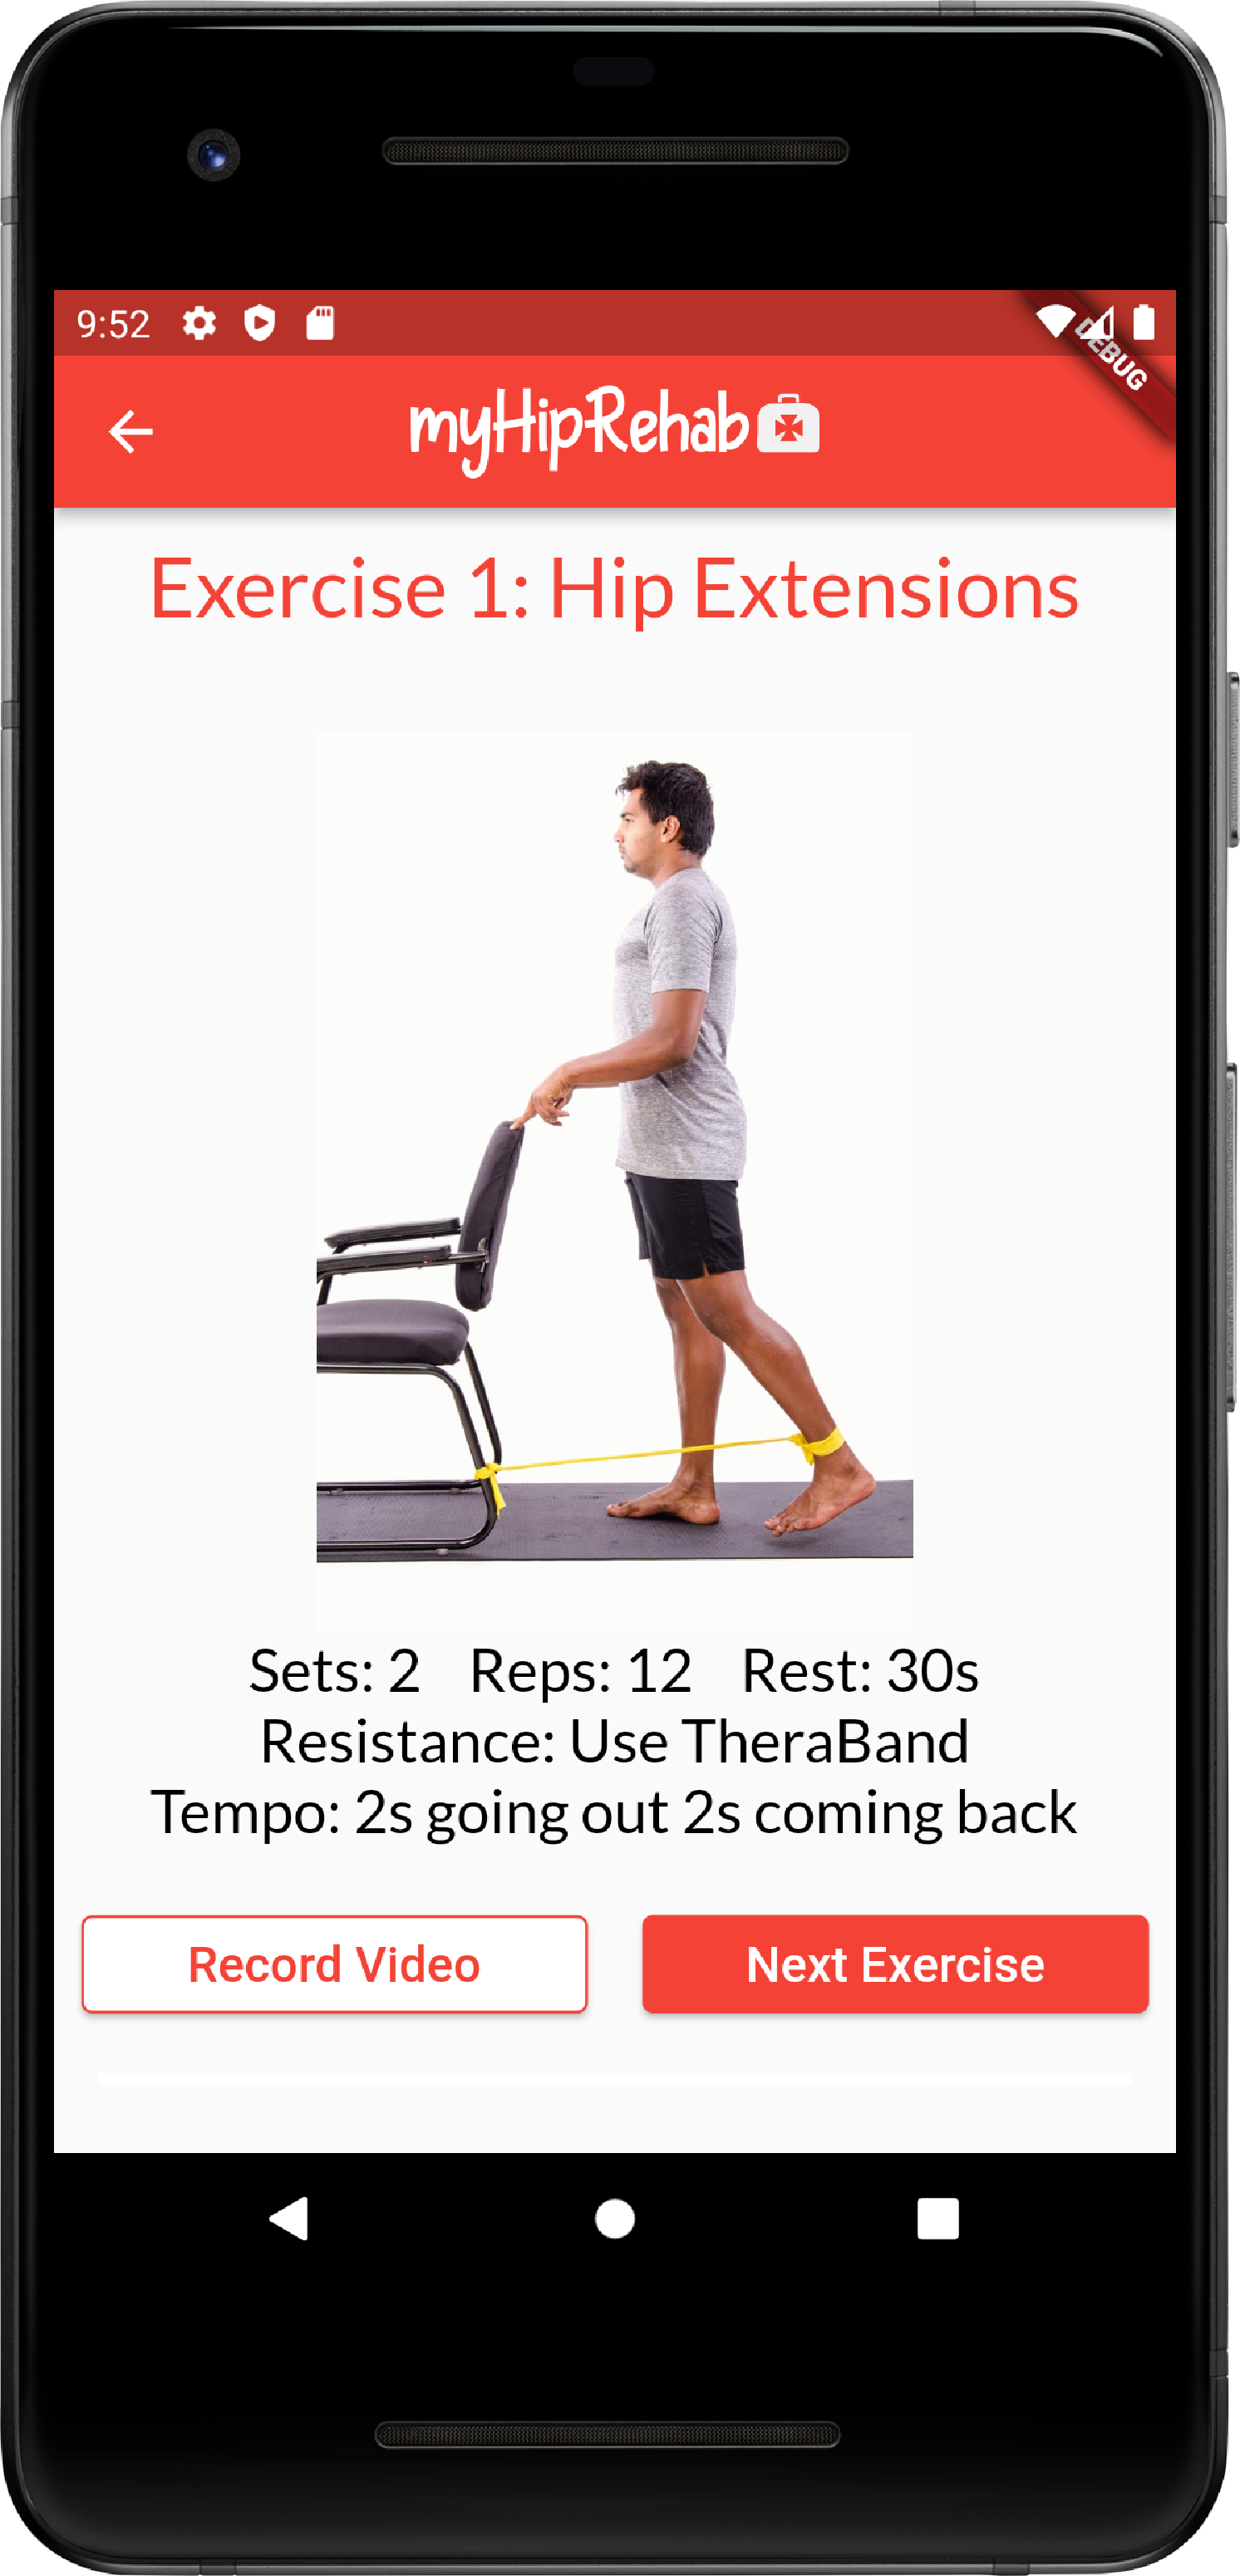 9:52
DEBUG
myHipRehab
Exercise 1: Hip Extensions
Sets: 2 Reps: 12 Rest: 30s
Resistance: Use TheraBand
Tempo: 2s going out 2s coming back
Record Video
Next Exercise